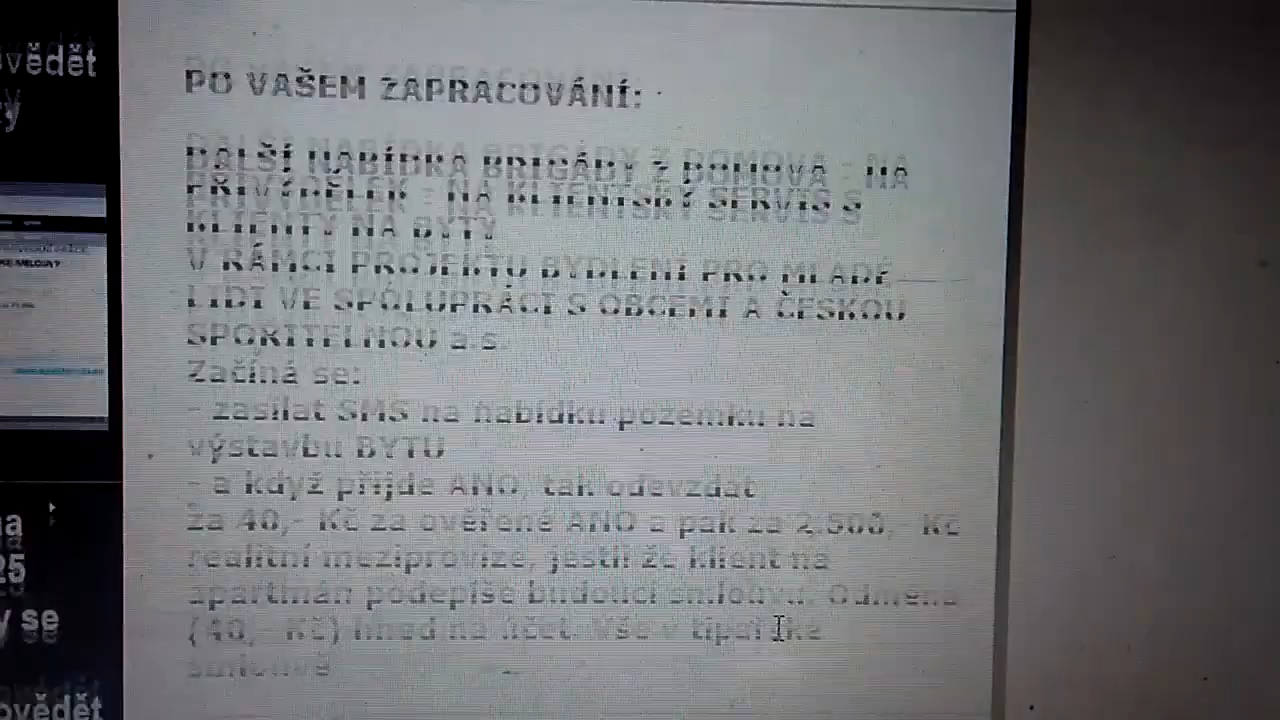 vědět
y
PO VAŠEM ZAPRACOVÁNÍ:
DALŠÍ NABÍDKA BRIGÁDY Z DOMOVA - NA
PŘIVÝDĚLEK - NA KLIENTSKÝ SERVIS S
KLIENTY NA BYTY
V RÁMCI PROJEKTU BYDLENÍ PRO MLADÉ
LIDI VE SPOLUPRÁCI S OBCEMI A ČESKOU
SPOŘITELNOU a.s.
Začíná se:
- zasílat SMS na nabídku pozemku na
výstavbu BYTU
- a když přijde ANO, tak odevzdat
za 40,- Kč za ověřené ANO a pak za 2.500,- Kč
realitní meziprovize, jestli že klient na
apartmán podepíše budoucí smlouvu. Odměna
(40,- Kč) ihned na účet. Vše v
smlouvě
na
25
y se
ovědět